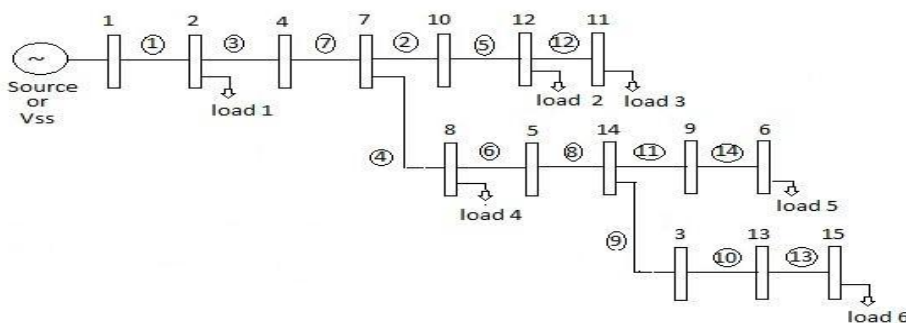 1 2 4 7 10 12 11
1 3 7 2 5 12
~
Source
or
Vss
load 1
load 2
load 3
8 5 14 9 6
4 6 8 11 14
load 4
load 5
3 13 15
9 10 13
load 6